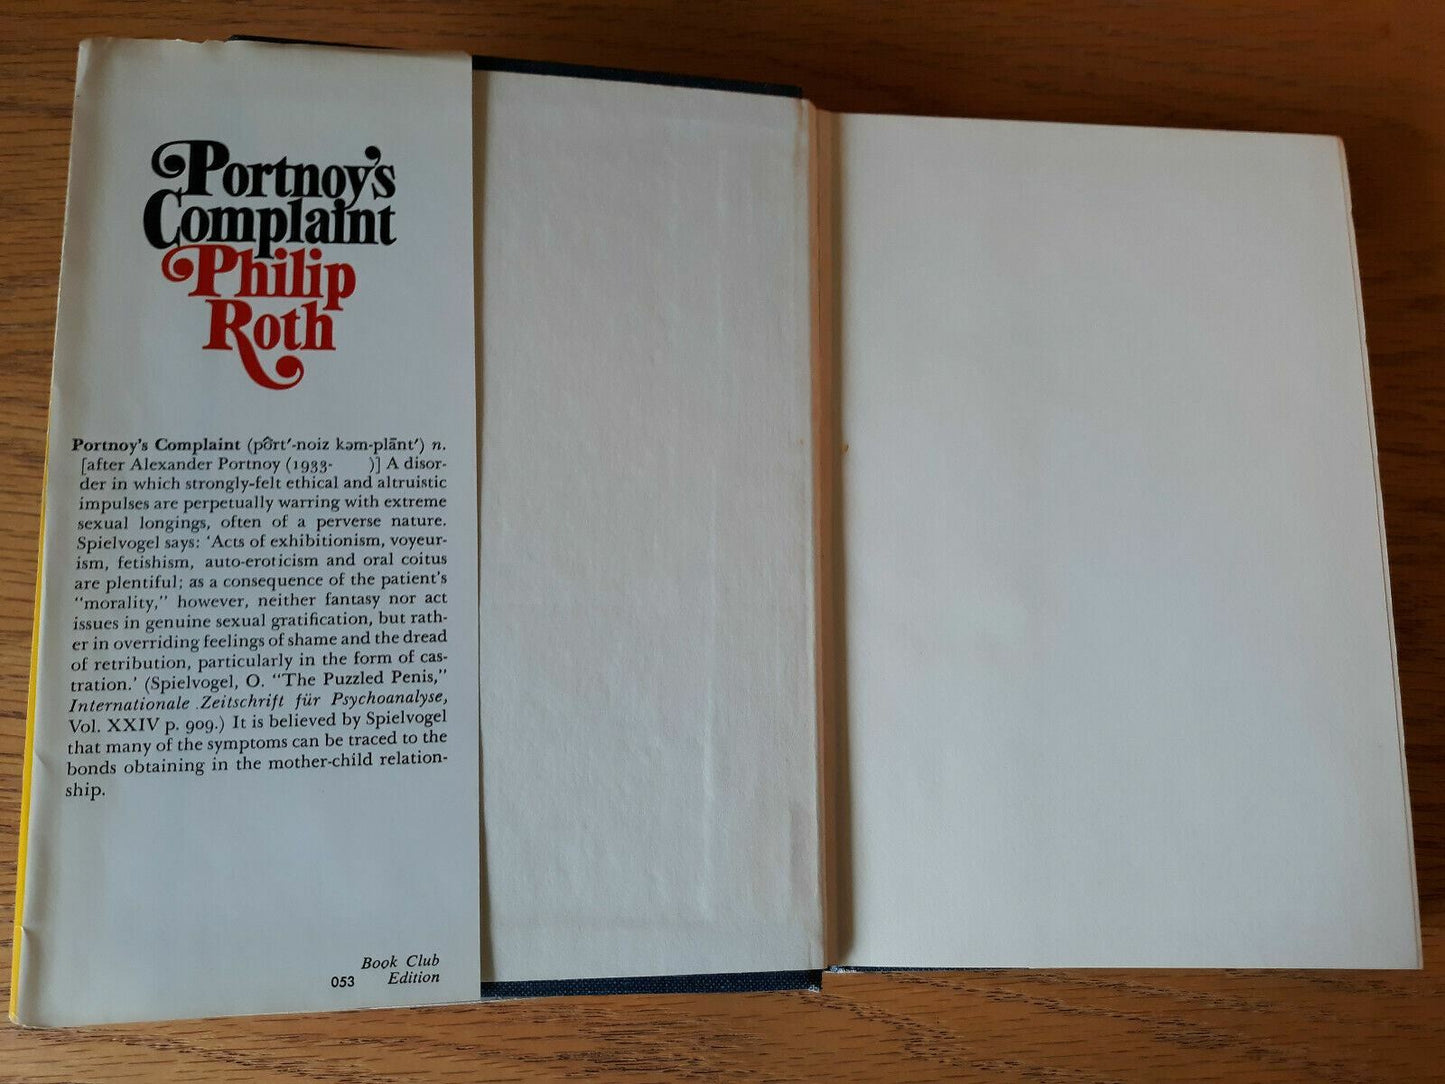 Portnoy's
Complaint
Philip
Roth
Portnoy's Complaint (pôrt′-noiz kəm-plānt′) n.
[after Alexander Portnoy (1933- )] A disor-
der in which strongly-felt ethical and altruistic
impulses are perpetually warring with extreme
sexual longings, often of a perverse nature.
Spielvogel says: 'Acts of exhibitionism, voyeur-
ism, fetishism, auto-eroticism and oral coitus
are plentiful; as a consequence of the patient's
"morality," however, neither fantasy nor act
issues in genuine sexual gratification, but rath-
er in overriding feelings of shame and the dread
of retribution, particularly in the form of cas-
tration.' (Spielvogel, O. "The Puzzled Penis,"
Internationale Zeitschrift für Psychoanalyse,
Vol. XXIV p. 909.) It is believed by Spielvogel
that many of the symptoms can be traced to the
bonds obtaining in the mother-child relation-
ship.
Book Club
053 Edition